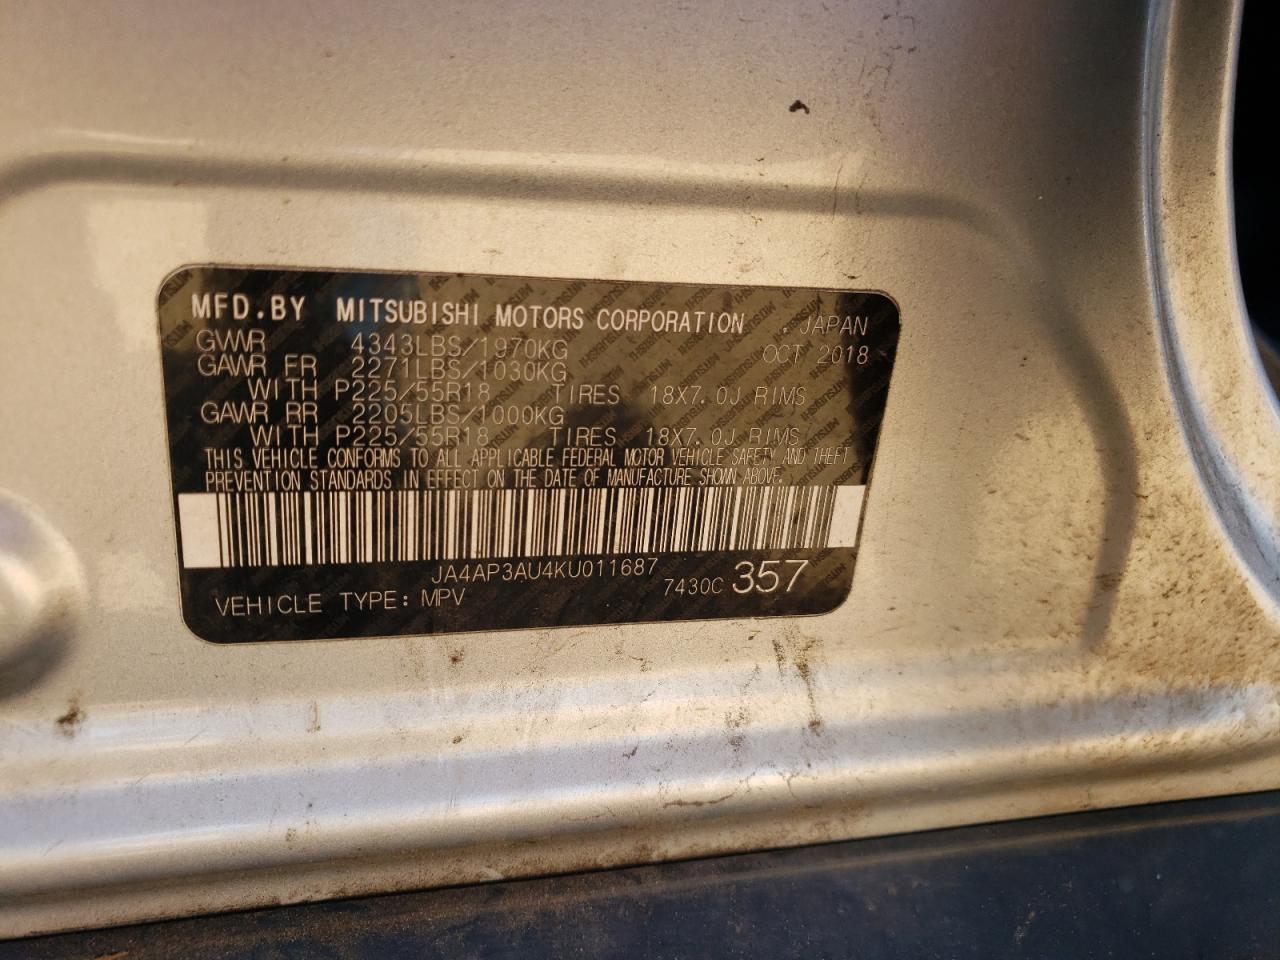 MFD.BY MITSUBISHI MOTORS CORPORATION . JAPAN
GVWR 4343LBS/1970KG OCT 2018
GAWR FR 2271LBS/1030KG
WITH P225/55R18 TIRES 18X7.0J RIMS
GAWR RR 2205LBS/1000KG
WITH P225/55R18 TIRES 18X7.0J RIMS
THIS VEHICLE CONFORMS TO ALL APPLICABLE FEDERAL MOTOR VEHICLE SAFETY AND THEFT
PREVENTION STANDARDS IN EFFECT ON THE DATE OF MANUFACTURE SHOWN ABOVE.
JA4AP3AU4KU011687
VEHICLE TYPE: MPV 7430C 357